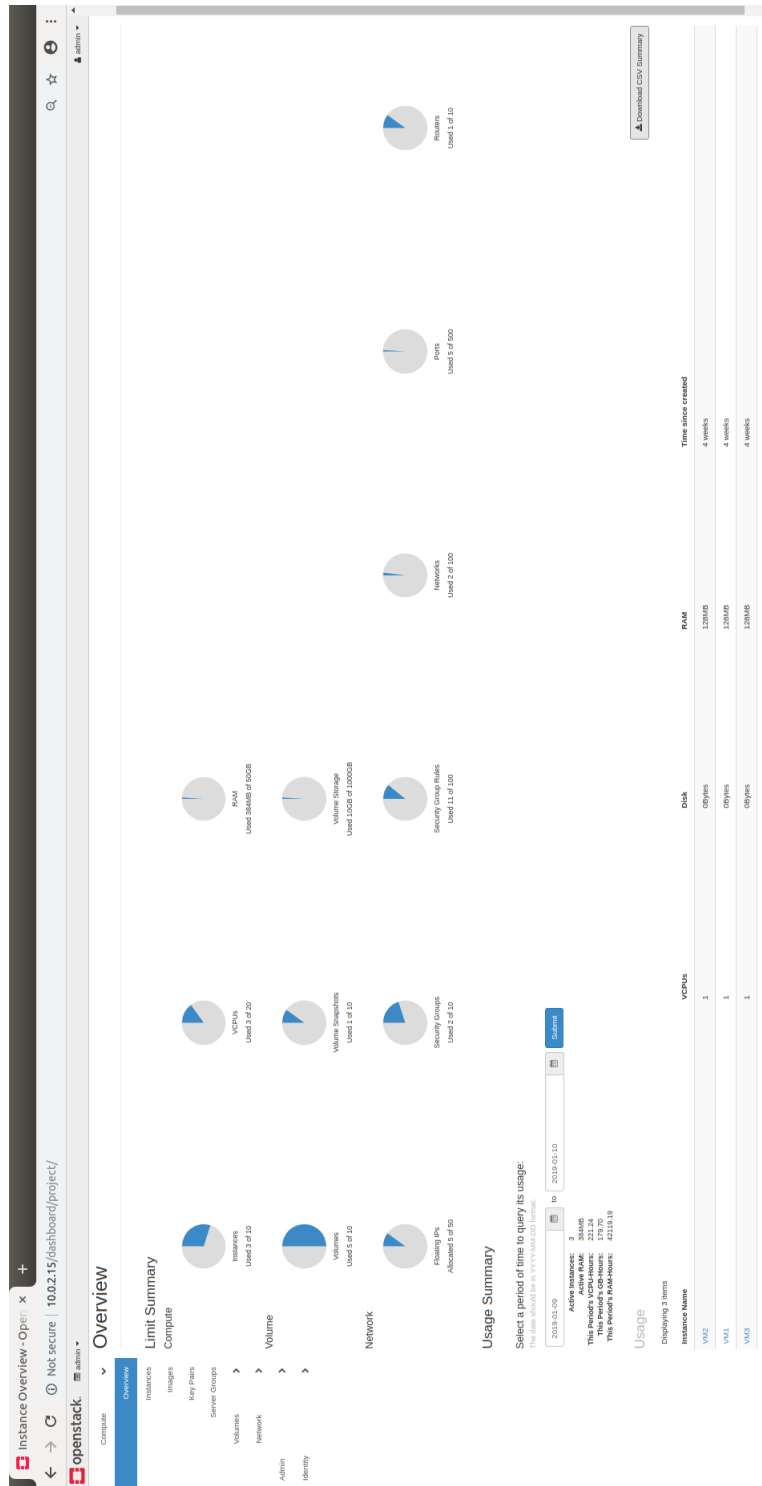 Instance Overview - Open
Not secure | 10.0.2.15/dashboard/project/
openstack. admin
admin
Compute
Overview
Instances
Images
Key Pairs
Server Groups
Volumes
Network
Admin
Identity
Overview
Limit Summary
Compute
Instances
Used 3 of 10
VCPUs
Used 3 of 20
RAM
Used 384MB of 50GB
Volume
Volumes
Used 5 of 10
Volume Snapshots
Used 1 of 10
Volume Storage
Used 10GB of 1000GB
Network
Floating IPs
Allocated 5 of 50
Security Groups
Used 2 of 10
Security Group Rules
Used 11 of 100
Networks
Used 2 of 100
Ports
Used 5 of 500
Routers
Used 1 of 10
Usage Summary
Select a period of time to query its usage:
The date should be in YYYY-MM-DD format.
2019-01-09 to 2019-01-10 Submit
Active Instances: 3
Active RAM: 384MB
This Period's VCPU-Hours: 221.24
This Period's GB-Hours: 179.70
This Period's RAM-Hours: 42119.19
Usage
Download CSV Summary
Displaying 3 items
Instance Name VCPUs Disk RAM Time since created
VM2 1 0Bytes 128MB 4 weeks
VM1 1 0Bytes 128MB 4 weeks
VM3 1 0Bytes 128MB 4 weeks